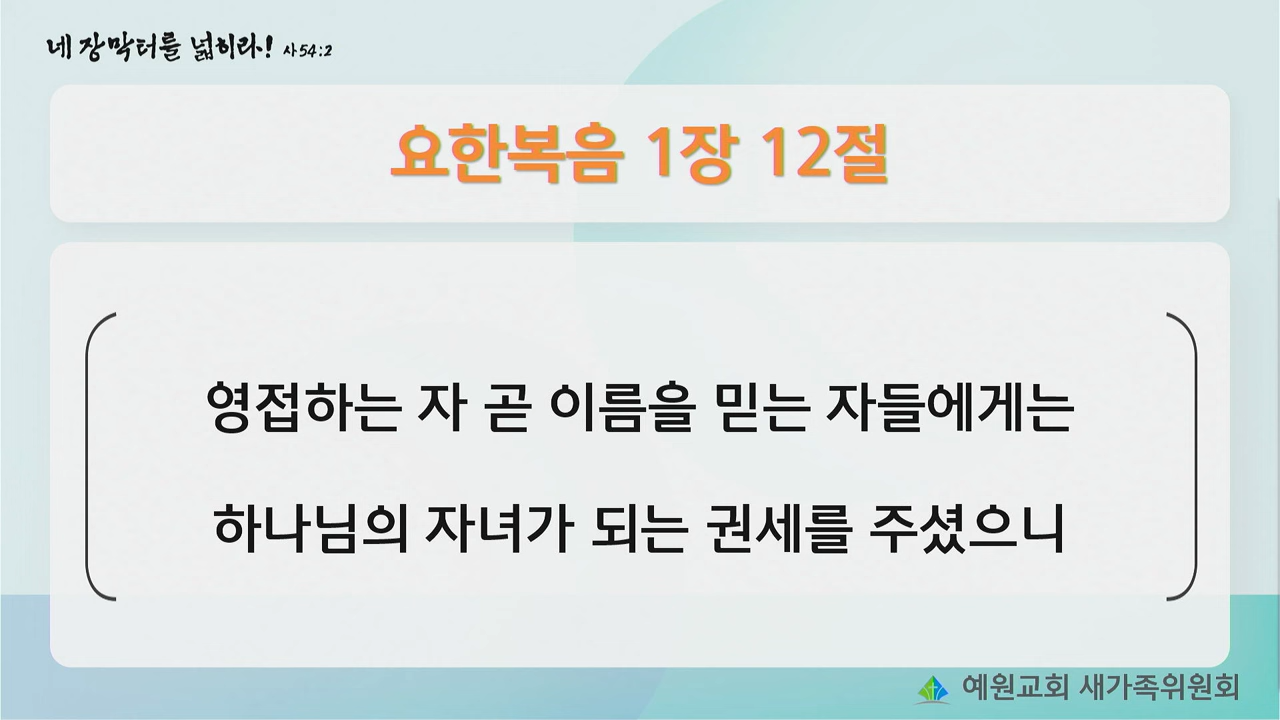 네 장막터를 넓히라! 사54:2
요한복음 1장 12절
영접하는 자 곧 이름을 믿는 자들에게는
하나님의 자녀가 되는 권세를 주셨으니
예원교회 새가족위원회